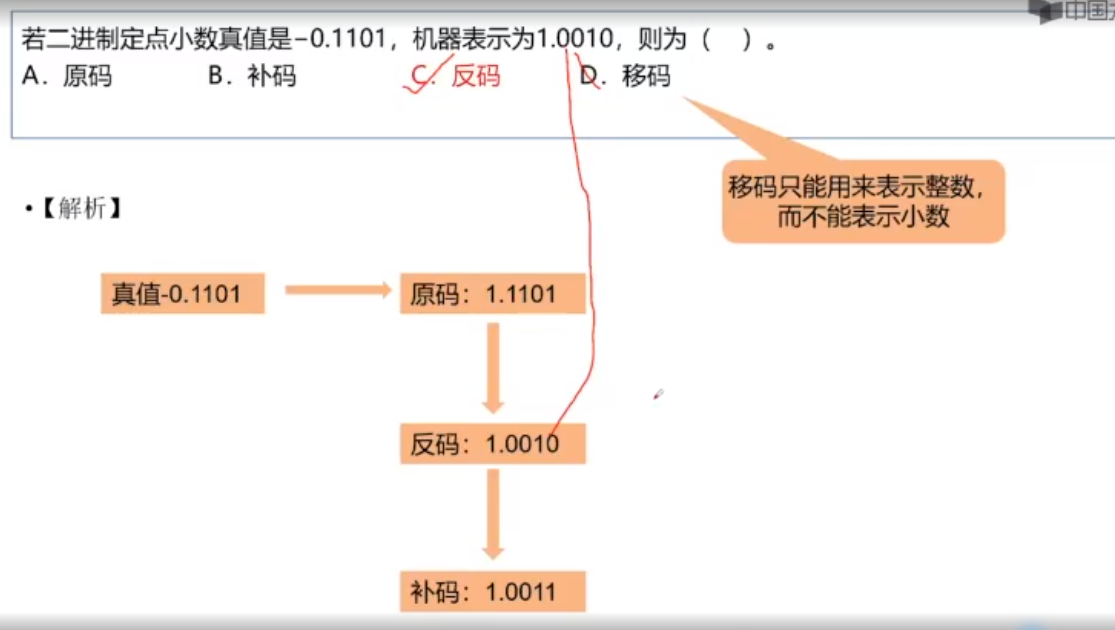 中国
若二进制定点小数真值是−0.1101，机器表示为1.0010，则为（ ）。
A．原码 B．补码 C．反码 D．移码
移码只能用来表示整数，
而不能表示小数
•【解析】
真值-0.1101
原码：1.1101
反码：1.0010
补码：1.0011